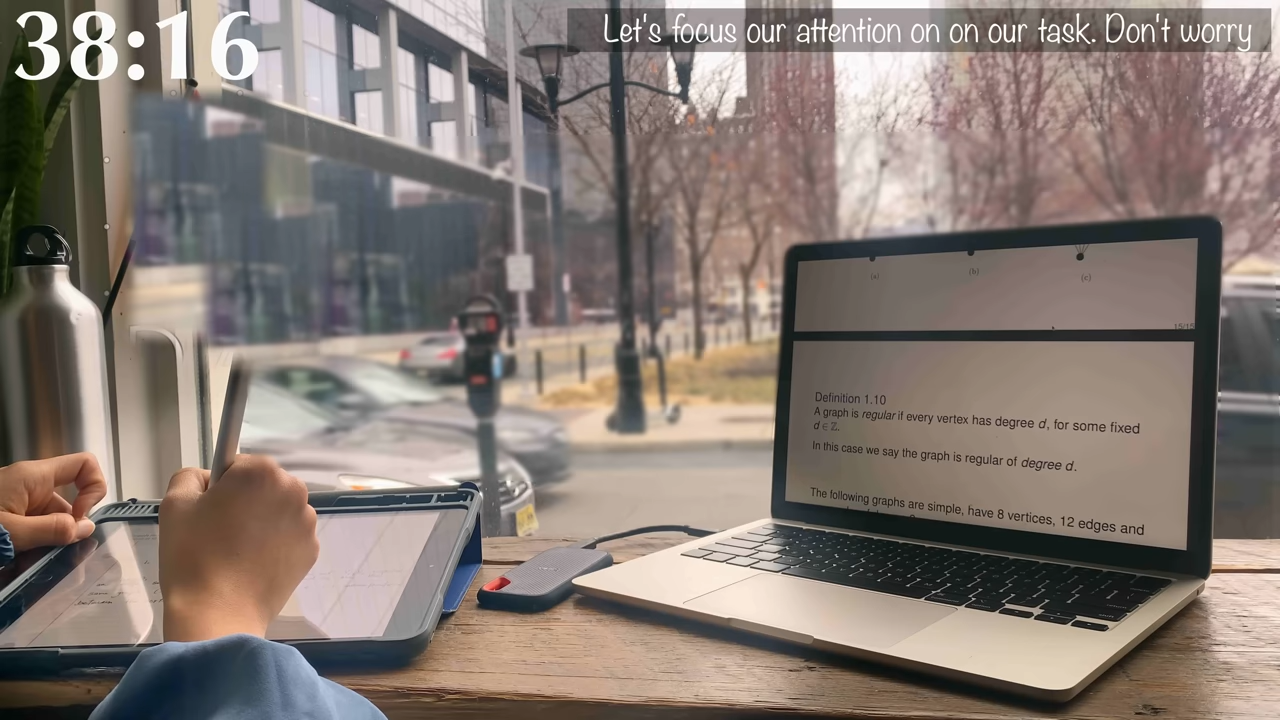 38:16
Let's focus our attention on on our task. Don't worry
(a) (b) (c)
15/15
Definition 1.10
A graph is regular if every vertex has degree d, for some fixed
d ∈ ℤ.
In this case we say the graph is regular of degree d.
The following graphs are simple, have 8 vertices, 12 edges and